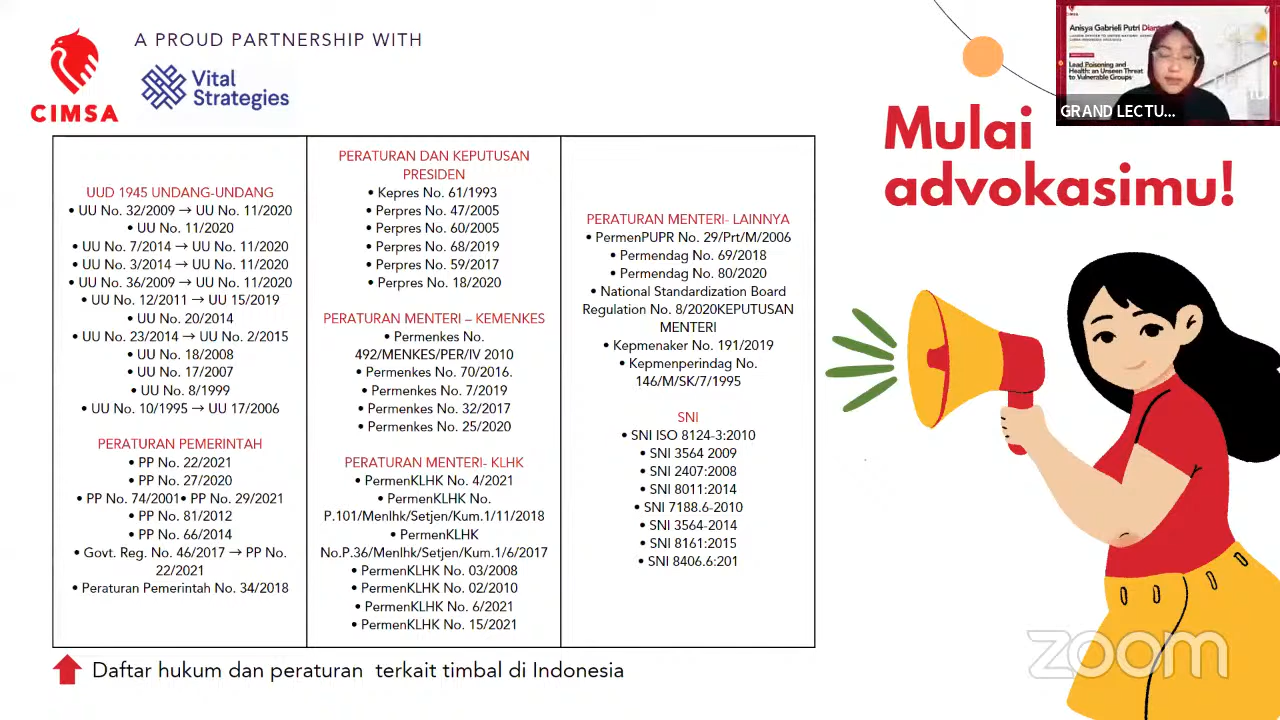 CIMSA
A PROUD PARTNERSHIP WITH
Vital
Strategies
UUD 1945 UNDANG-UNDANG
• UU No. 32/2009 → UU No. 11/2020
• UU No. 11/2020
• UU No. 7/2014 → UU No. 11/2020
• UU No. 3/2014 → UU No. 11/2020
• UU No. 36/2009 → UU No. 11/2020
• UU No. 12/2011 → UU 15/2019
• UU No. 20/2014
• UU No. 23/2014 → UU No. 2/2015
• UU No. 18/2008
• UU No. 17/2007
• UU No. 8/1999
• UU No. 10/1995 → UU 17/2006
PERATURAN PEMERINTAH
• PP No. 22/2021
• PP No. 27/2020
• PP No. 74/2001• PP No. 29/2021
• PP No. 81/2012
• PP No. 66/2014
• Govt. Reg. No. 46/2017 → PP No.
22/2021
• Peraturan Pemerintah No. 34/2018
PERATURAN DAN KEPUTUSAN
PRESIDEN
• Kepres No. 61/1993
• Perpres No. 47/2005
• Perpres No. 60/2005
• Perpres No. 68/2019
• Perpres No. 59/2017
• Perpres No. 18/2020
PERATURAN MENTERI – KEMENKES
• Permenkes No.
492/MENKES/PER/IV 2010
• Permenkes No. 70/2016.
• Permenkes No. 7/2019
• Permenkes No. 32/2017
• Permenkes No. 25/2020
PERATURAN MENTERI- KLHK
• PermenKLHK No. 4/2021
• PermenKLHK No.
P.101/Menlhk/Setjen/Kum.1/11/2018
• PermenKLHK
No.P.36/Menlhk/Setjen/Kum.1/6/2017
• PermenKLHK No. 03/2008
• PermenKLHK No. 02/2010
• PermenKLHK No. 6/2021
• PermenKLHK No. 15/2021
PERATURAN MENTERI- LAINNYA
• PermenPUPR No. 29/Prt/M/2006
• Permendag No. 69/2018
• Permendag No. 80/2020
• National Standardization Board
Regulation No. 8/2020KEPUTUSAN
MENTERI
• Kepmenaker No. 191/2019
• Kepmenperindag No.
146/M/SK/7/1995
SNI
• SNI ISO 8124-3:2010
• SNI 3564 2009
• SNI 2407:2008
• SNI 8011:2014
• SNI 7188.6-2010
• SNI 3564-2014
• SNI 8161:2015
• SNI 8406.6:201
Daftar hukum dan peraturan terkait timbal di Indonesia
Mulai
advokasimu!
Anisya Gabrieli Putri
Lead Poisoning and
Health: an Unseen Threat
to Vulnerable Groups
GRAND LECTU...
zoom